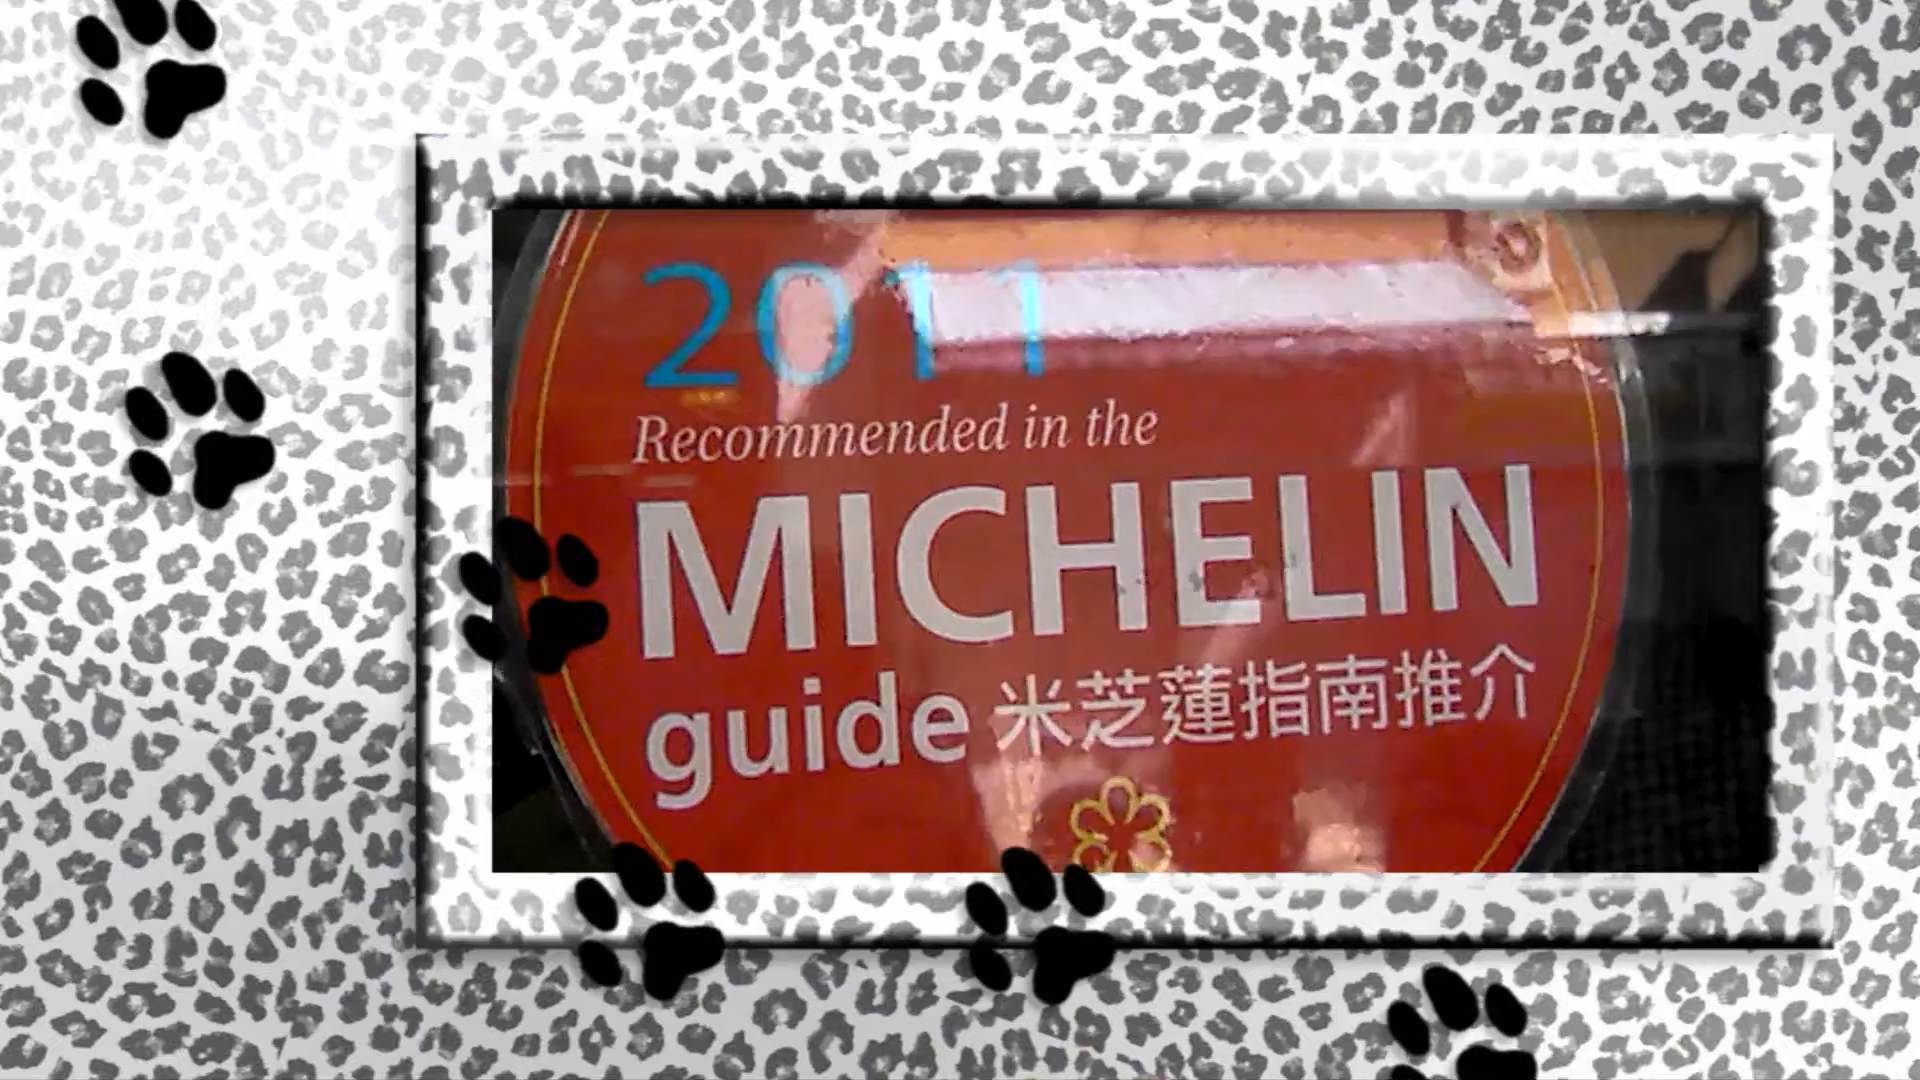 2011
Recommended in the
MICHELIN
guide 米芝蓮指南推介